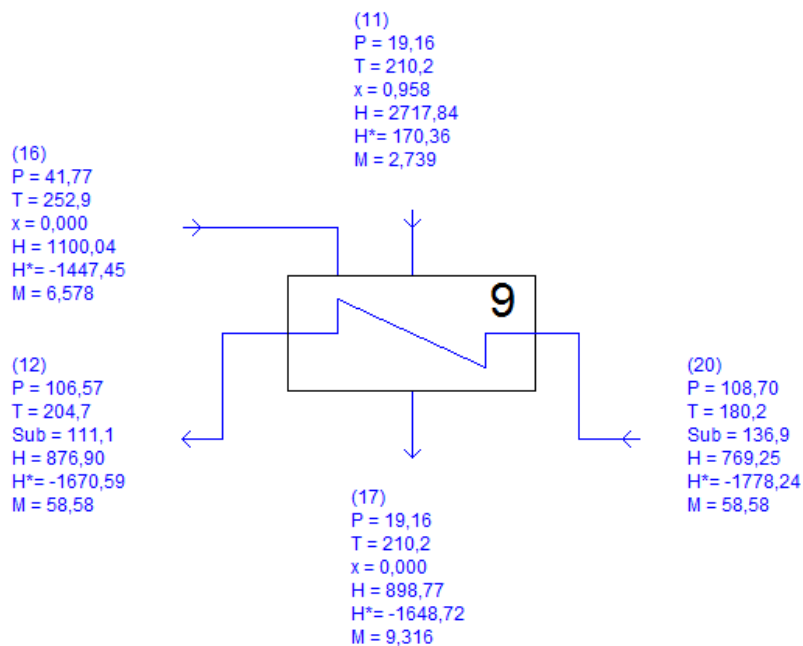 (11)
P = 19,16
T = 210,2
x = 0,958
H = 2717,84
H*= 170,36
M = 2,739
(16)
P = 41,77
T = 252,9
x = 0,000
H = 1100,04
H*= -1447,45
M = 6,578
9
(12)
P = 106,57
T = 204,7
Sub = 111,1
H = 876,90
H*= -1670,59
M = 58,58
(20)
P = 108,70
T = 180,2
Sub = 136,9
H = 769,25
H*= -1778,24
M = 58,58
(17)
P = 19,16
T = 210,2
x = 0,000
H = 898,77
H*= -1648,72
M = 9,316